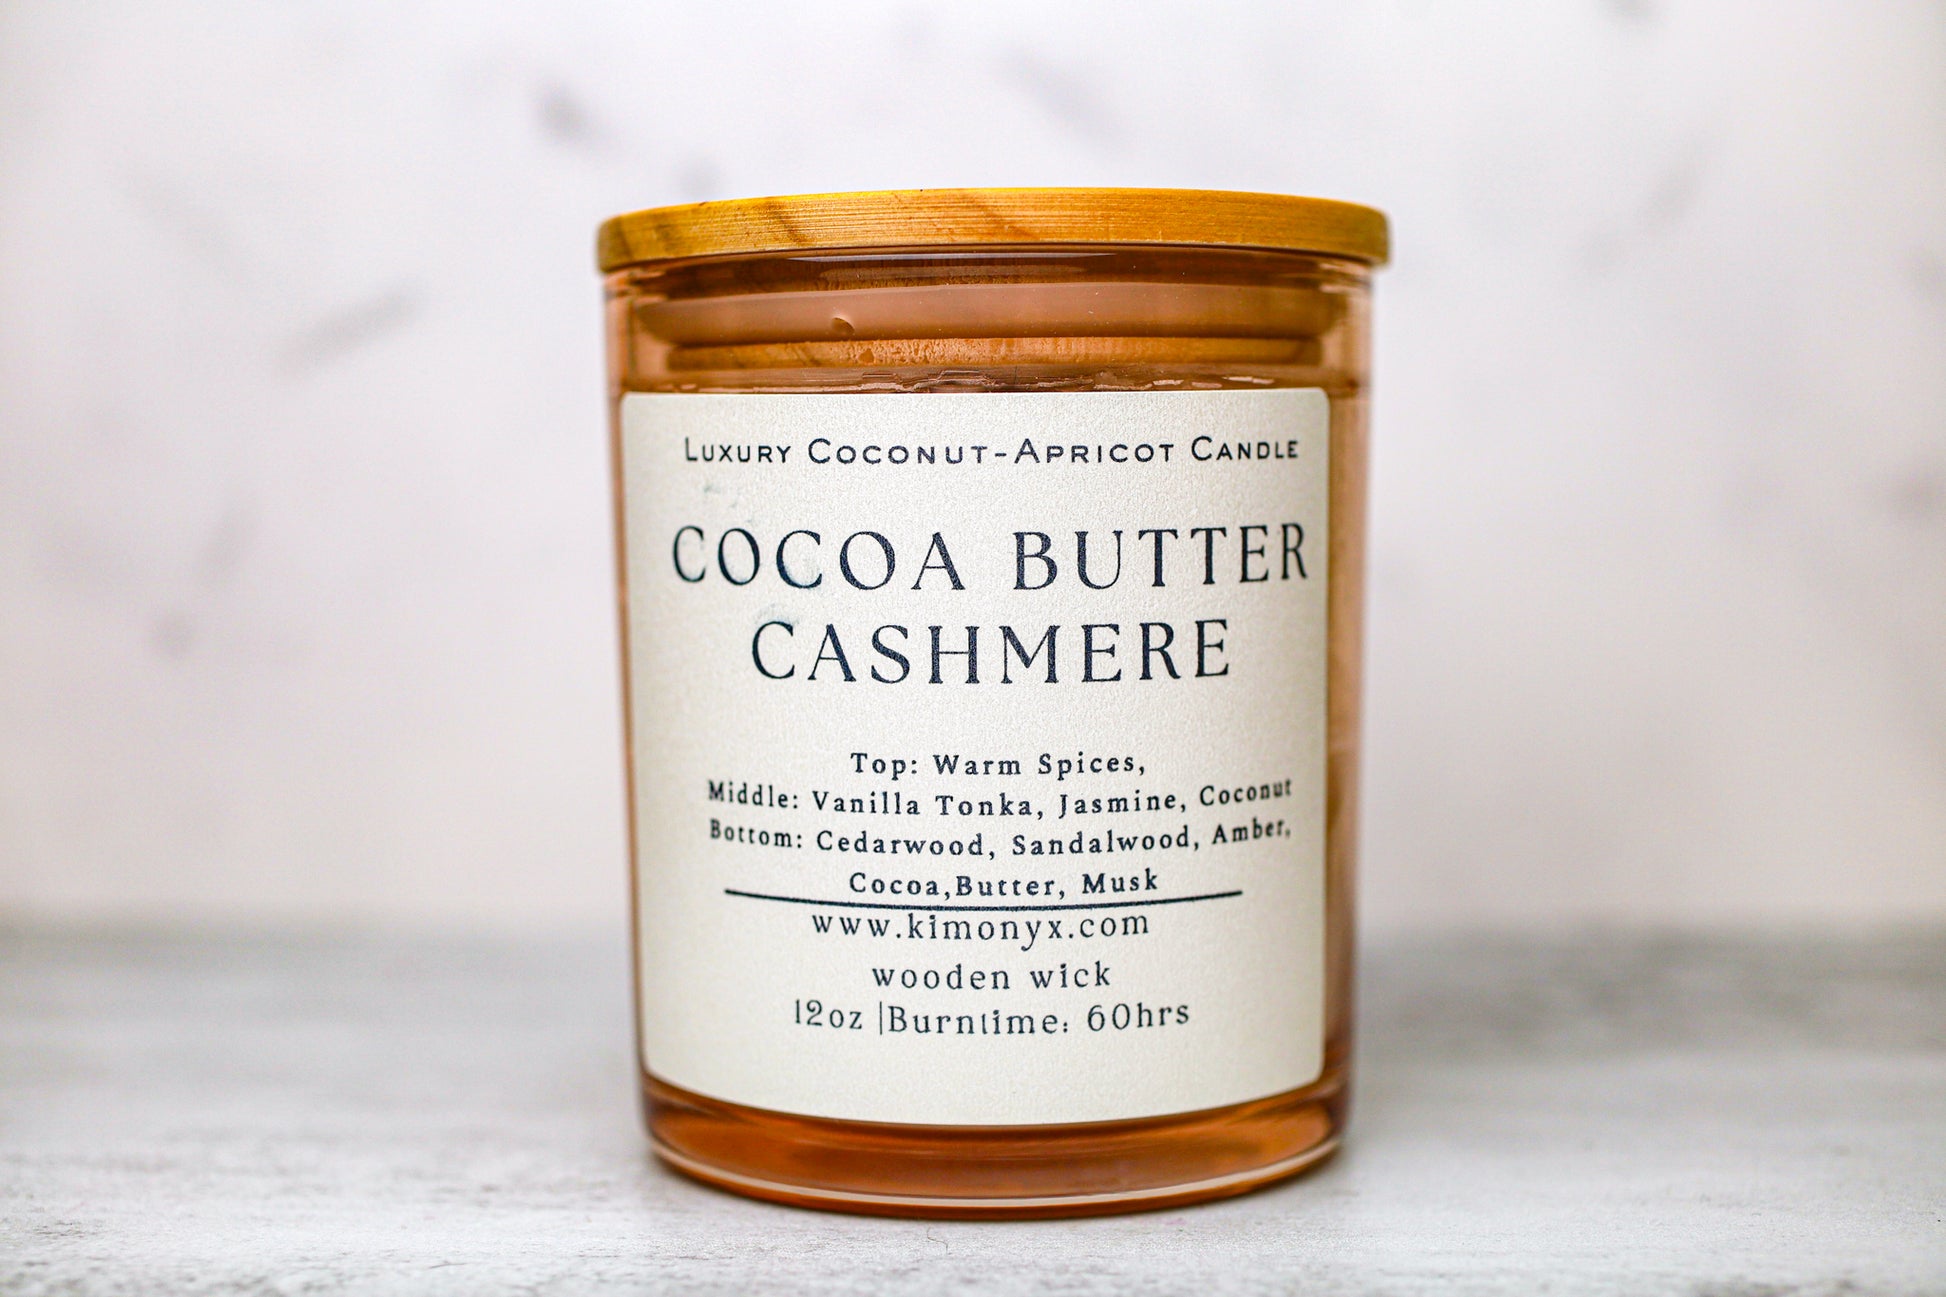 Luxury Coconut-Apricot Candle
COCOA BUTTER
CASHMERE
Top: Warm Spices,
Middle: Vanilla Tonka, Jasmine, Coconut
Bottom: Cedarwood, Sandalwood, Amber,
Cocoa,Butter, Musk
www.kimonyx.com
wooden wick
12oz |Burntime: 60hrs